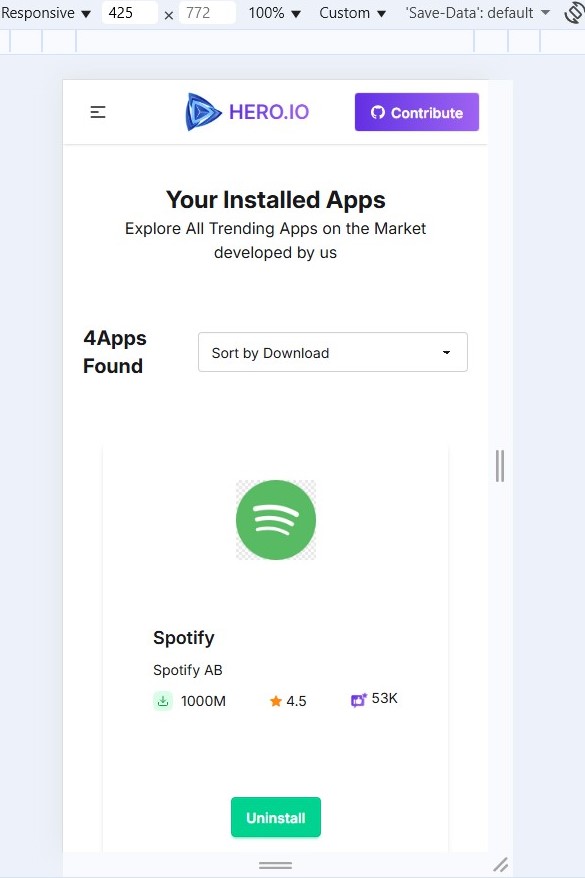 Responsive ▼ 425 × 772 100% ▼ Custom ▼ 'Save-Data': default
HERO.IO
Contribute
Your Installed Apps
Explore All Trending Apps on the Market
developed by us
4Apps
Found
Sort by Download
Spotify
Spotify AB
1000M 4.5 53K
Uninstall